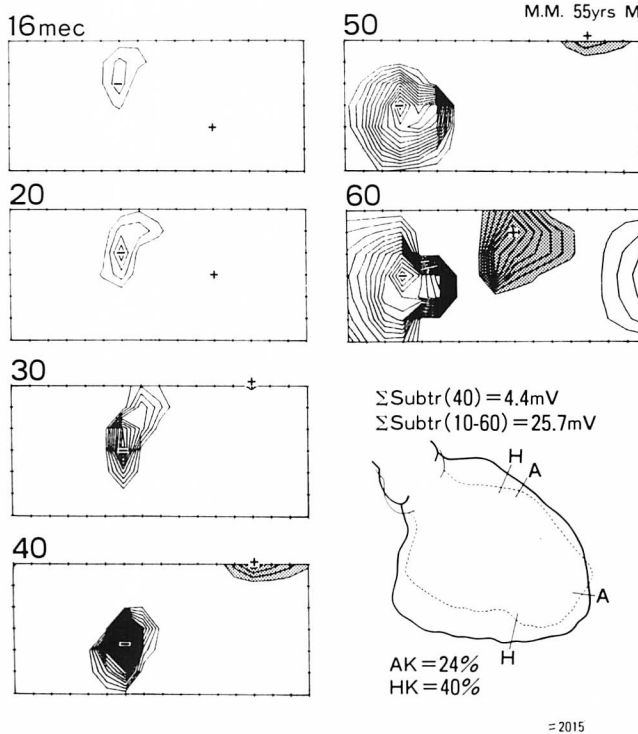 M.M. 55yrs M
16mec
50
20
60
30
ΣSubtr(40)=4.4mV
ΣSubtr(10-60)=25.7mV
H
A
40
A
H
AK=24%
HK=40%
=2015